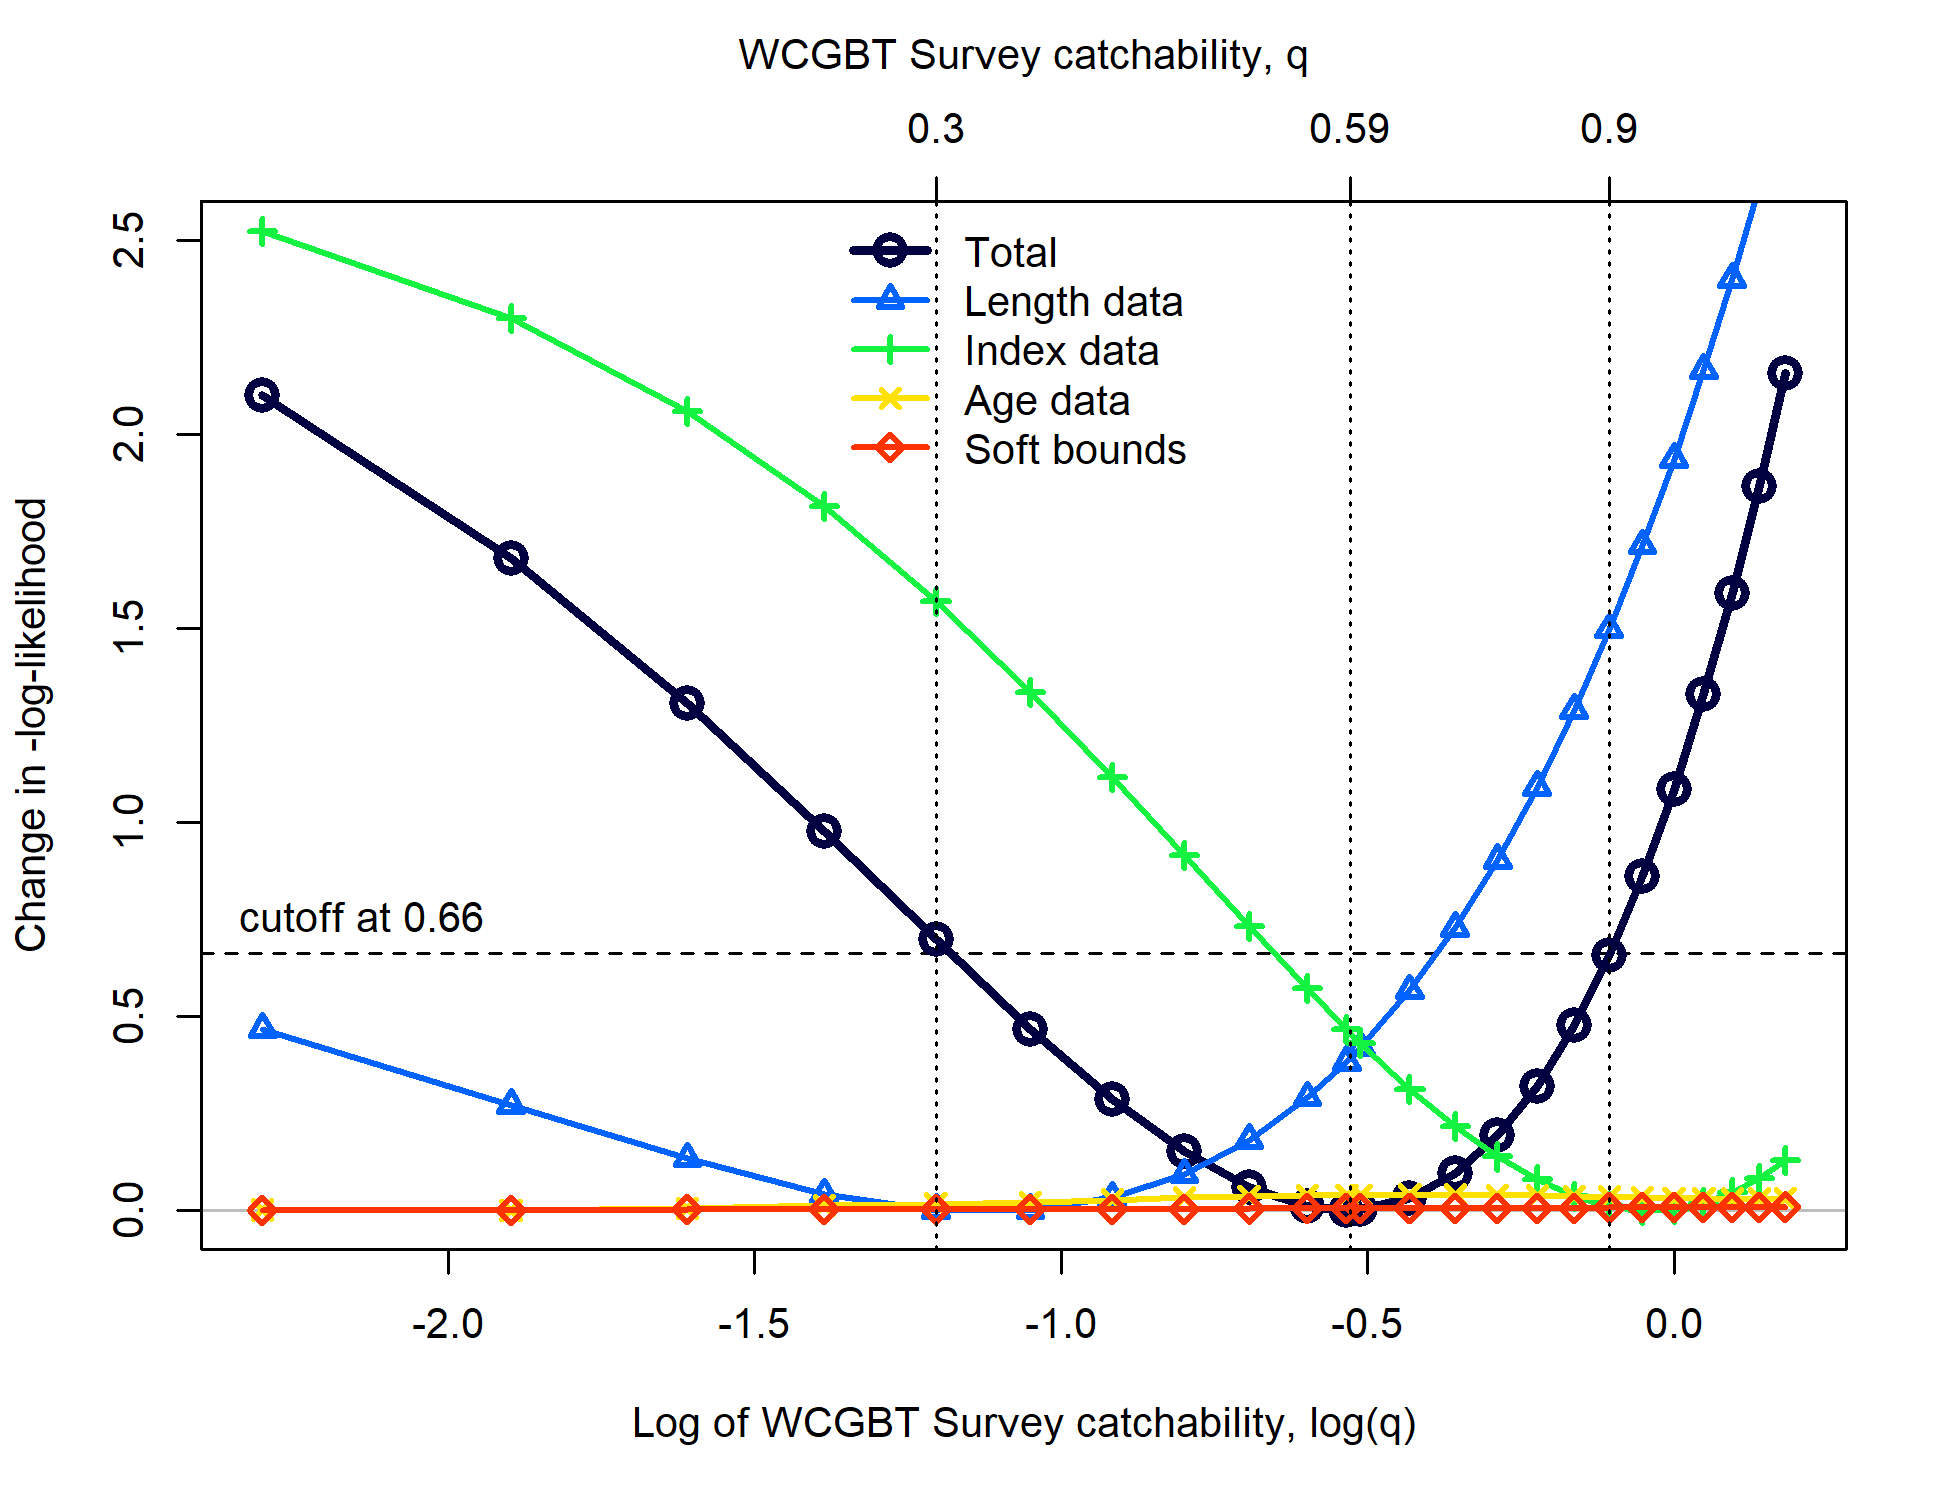 WCGBT Survey catchability, q
0.3 0.59 0.9
Total
Length data
Index data
Age data
Soft bounds
cutoff at 0.66
Change in -log-likelihood
2.5
2.0
1.5
1.0
0.5
0.0
-2.0 -1.5 -1.0 -0.5 0.0
Log of WCGBT Survey catchability, log(q)